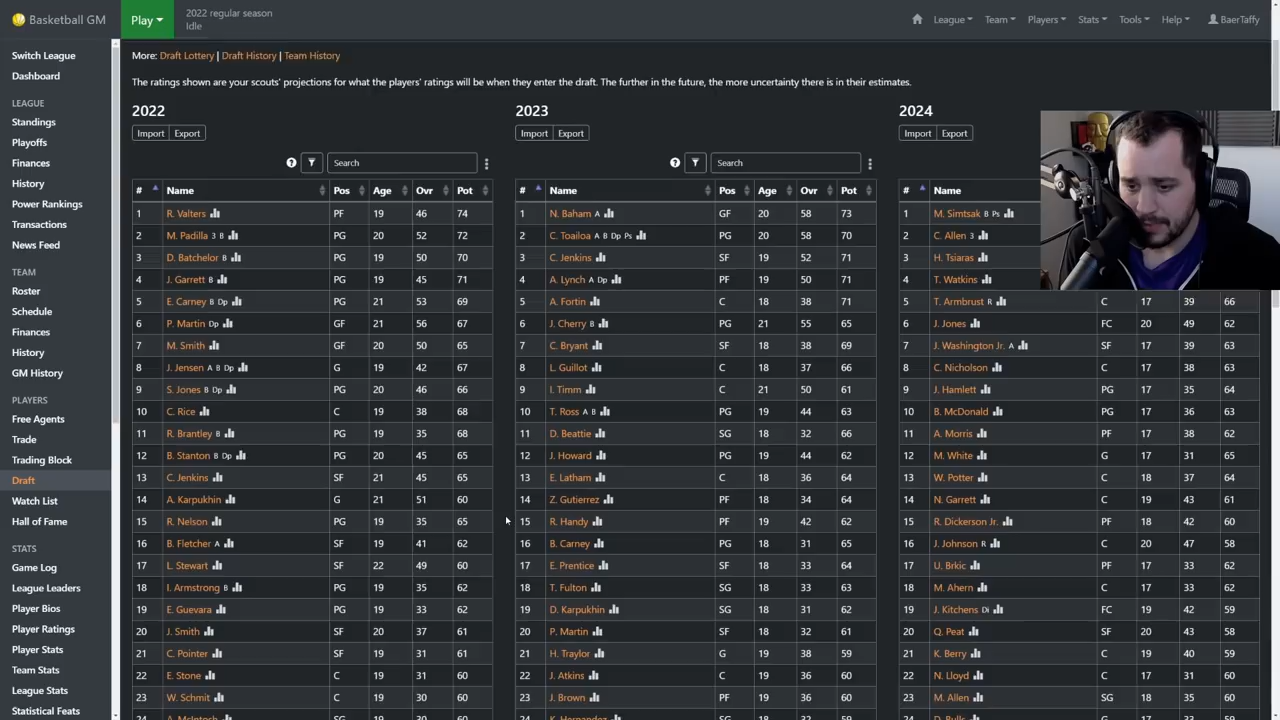 Basketball GM
Play
2022 regular season
Idle
League
Team
Players
Stats
Tools
Help
BaerTaffy
Switch League
Dashboard
LEAGUE
Standings
Playoffs
Finances
History
Power Rankings
Transactions
News Feed
TEAM
Roster
Schedule
Finances
History
GM History
PLAYERS
Free Agents
Trade
Trading Block
Draft
Watch List
Hall of Fame
STATS
Game Log
League Leaders
Player Bios
Player Ratings
Player Stats
Team Stats
League Stats
Statistical Feats
More: Draft Lottery | Draft History | Team History
The ratings shown are your scouts' projections for what the players' ratings will be when they enter the draft. The further in the future, the more uncertainty there is in their estimates.
2022
Import Export
Search
# Name Pos Age Ovr Pot
1 R. Valters PF 19 46 74
2 M. Padilla 3 B PG 20 52 72
3 D. Batchelor B PG 19 50 70
4 J. Garrett B PG 19 45 71
5 E. Carney B Dp PG 21 53 69
6 P. Martin Dp GF 21 56 67
7 M. Smith GF 20 50 65
8 J. Jensen A B Dp G 19 42 67
9 S. Jones B Dp PG 20 46 66
10 C. Rice C 19 38 68
11 R. Brantley B PG 19 35 68
12 B. Stanton B Dp PG 20 45 65
13 C. Jenkins SF 21 45 65
14 A. Karpukhin G 21 51 60
15 R. Nelson PG 19 35 65
16 B. Fletcher A SF 19 41 62
17 L. Stewart SF 22 49 60
18 I. Armstrong B PG 19 35 62
19 E. Guevara PG 19 33 62
20 J. Smith SF 20 37 61
21 C. Pointer SF 19 31 61
22 E. Stone C 19 31 60
23 W. Schmit C 19 30 60
24 A. McIntosh SG 19 32 60
2023
Import Export
Search
# Name Pos Age Ovr Pot
1 N. Baham A GF 20 58 73
2 C. Toailoa A B Dp Ps PG 20 58 70
3 C. Jenkins SF 19 52 71
4 A. Lynch A Dp PF 19 50 71
5 A. Fortin C 18 38 71
6 J. Cherry B PG 21 55 65
7 C. Bryant SF 18 38 69
8 L. Guillot C 18 37 66
9 I. Timm C 21 50 61
10 T. Ross A B PG 19 44 63
11 D. Beattie SG 18 32 66
12 J. Howard PG 19 44 62
13 E. Latham C 18 36 64
14 Z. Gutierrez PF 18 34 64
15 R. Handy PF 19 42 62
16 B. Carney PG 18 31 65
17 E. Prentice SF 18 33 64
18 T. Fulton SG 18 33 63
19 D. Karpukhin SG 18 31 62
20 P. Martin SF 18 32 61
21 H. Traylor G 19 38 59
22 J. Atkins C 19 36 60
23 J. Brown PF 19 36 60
24 K. Hernandez SG 18 32 59
2024
Import Export
# Name
1 M. Simtsak B Ps
2 C. Allen 3
3 H. Tsiaras
4 T. Watkins
5 T. Armbrust R C 17 39 66
6 J. Jones FC 20 49 62
7 J. Washington Jr. A SF 17 39 63
8 C. Nicholson C 17 38 63
9 J. Hamlett PG 17 35 64
10 B. McDonald PG 17 36 63
11 A. Morris PF 17 38 62
12 M. White G 17 31 65
13 W. Potter C 18 37 64
14 N. Garrett C 19 43 61
15 R. Dickerson Jr. PF 18 42 60
16 J. Johnson R C 20 47 58
17 U. Brkic PF 17 33 62
18 M. Ahern C 17 33 62
19 J. Kitchens Di FC 19 42 59
20 Q. Peat SF 20 43 58
21 K. Berry C 19 40 59
22 N. Lloyd C 17 31 60
23 M. Allen SG 18 35 60
24 D. Bulls